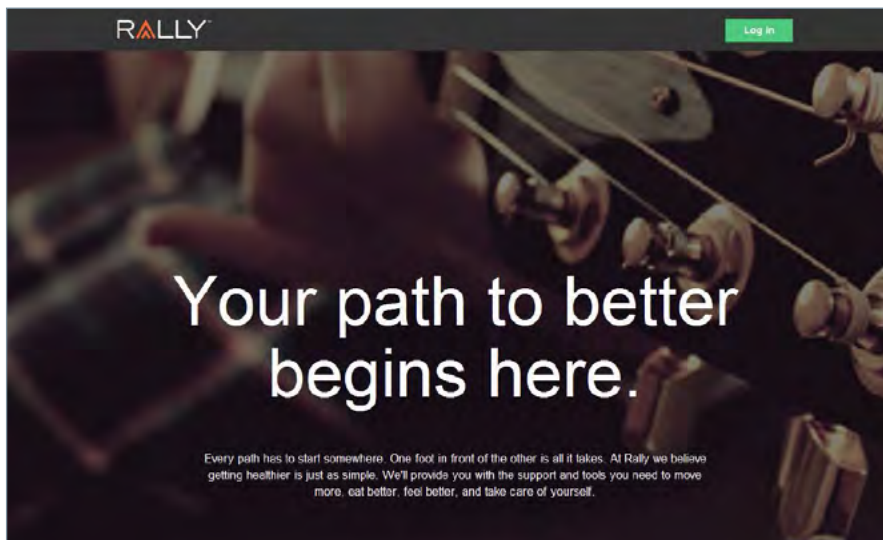 RALLY™
Log in
Your path to better
begins here.
Every path has to start somewhere. One foot in front of the other is all it takes. At Rally we believe
getting healthier is just as simple. We'll provide you with the support and tools you need to move
more, eat better, feel better, and take care of yourself.